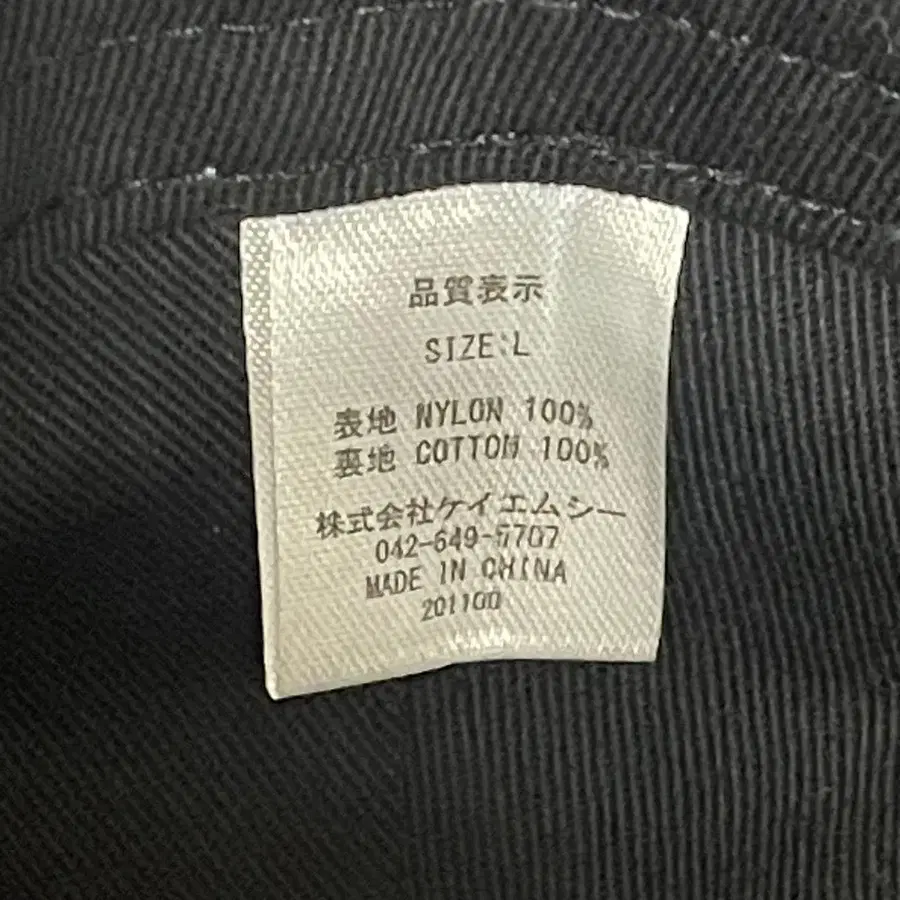 品質表示
SIZE:L
表地 NYLON 100%
裏地 COTTON 100%
株式会社ケイエムシー
042-649-5707
MADE IN CHINA
201100